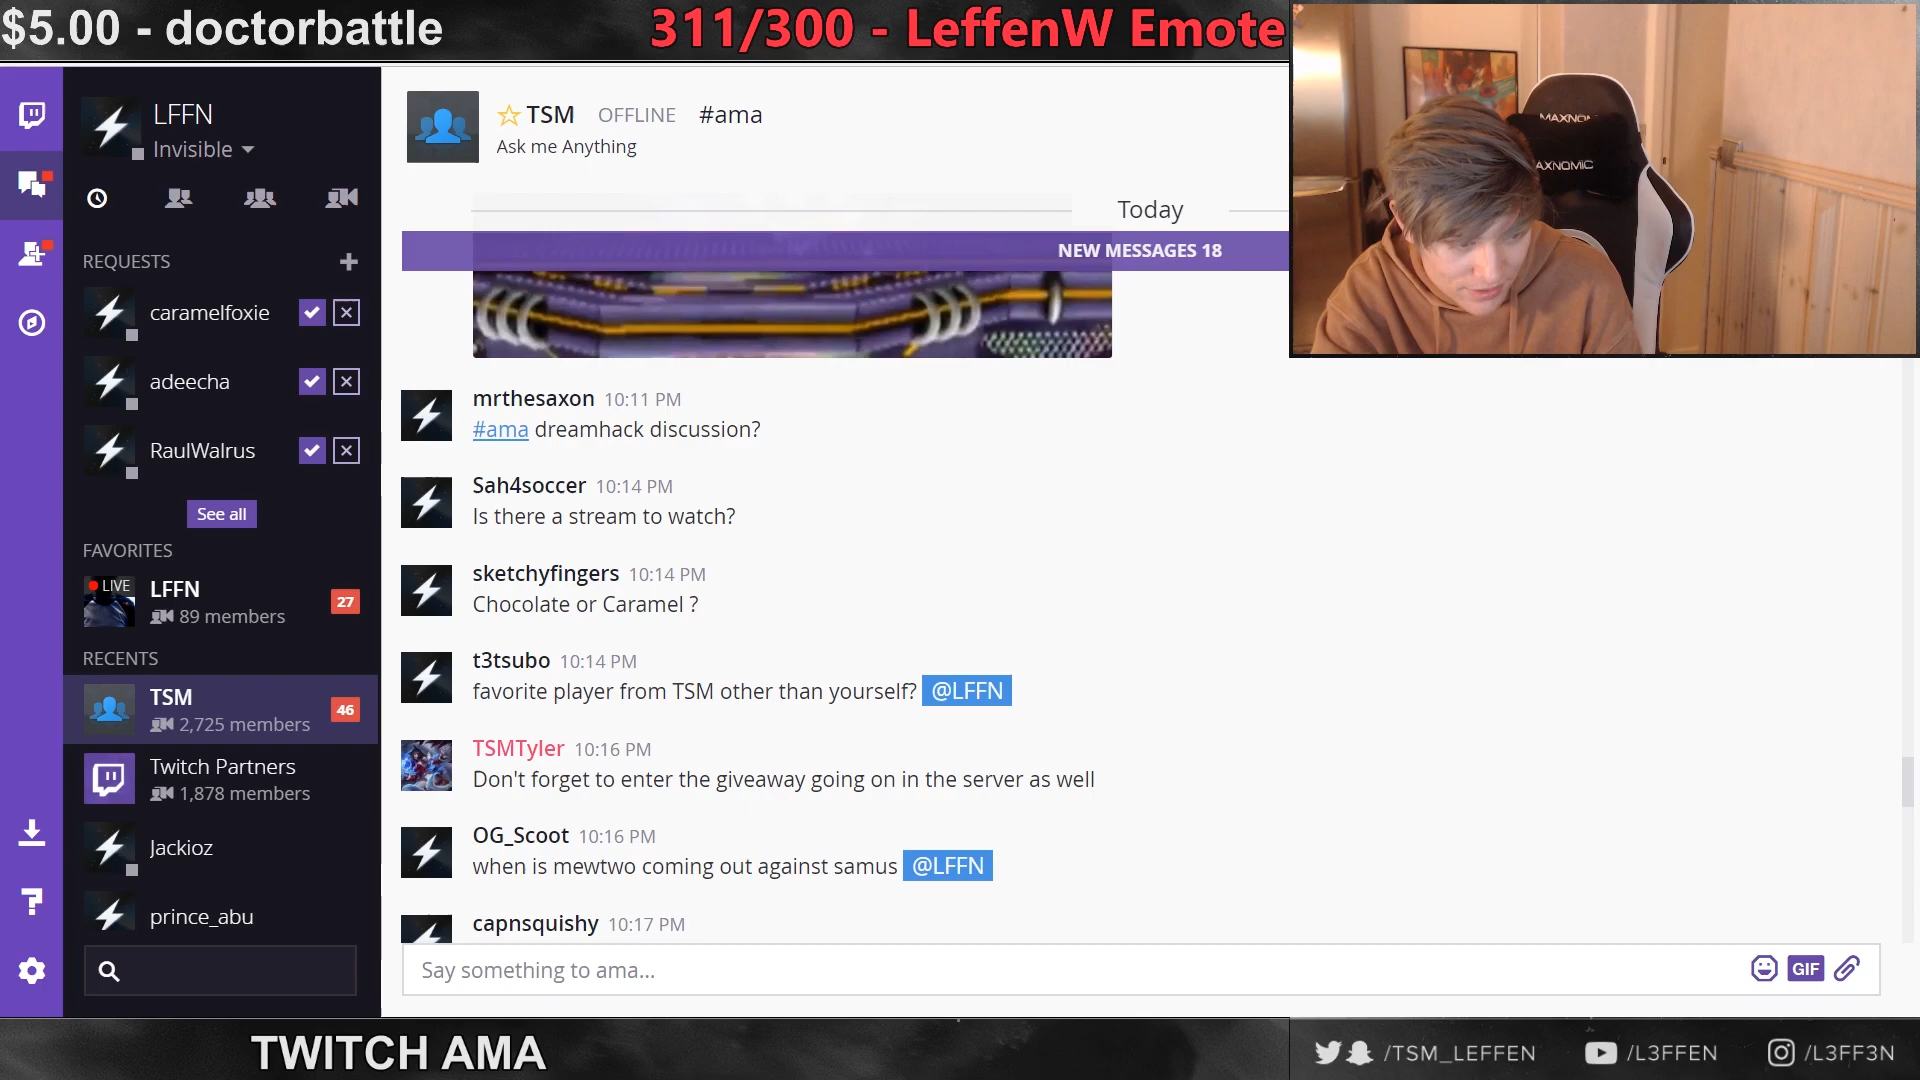 $5.00 - doctorbattle
311/300 - LeffenW Emote
LFFN
Invisible
REQUESTS
caramelfoxie
adeecha
RaulWalrus
See all
FAVORITES
LIVE
LFFN
89 members
27
RECENTS
TSM
2,725 members
46
Twitch Partners
1,878 members
Jackioz
prince_abu
TSM OFFLINE #ama
Ask me Anything
Today
NEW MESSAGES 18
mrthesaxon 10:11 PM
#ama dreamhack discussion?
Sah4soccer 10:14 PM
Is there a stream to watch?
sketchyfingers 10:14 PM
Chocolate or Caramel ?
t3tsubo 10:14 PM
favorite player from TSM other than yourself? @LFFN
TSMTyler 10:16 PM
Don't forget to enter the giveaway going on in the server as well
OG_Scoot 10:16 PM
when is mewtwo coming out against samus @LFFN
capnsquishy 10:17 PM
Say something to ama...
GIF
MAXNOMIC
TWITCH AMA
/TSM_LEFFEN
/L3FFEN
/L3FF3N